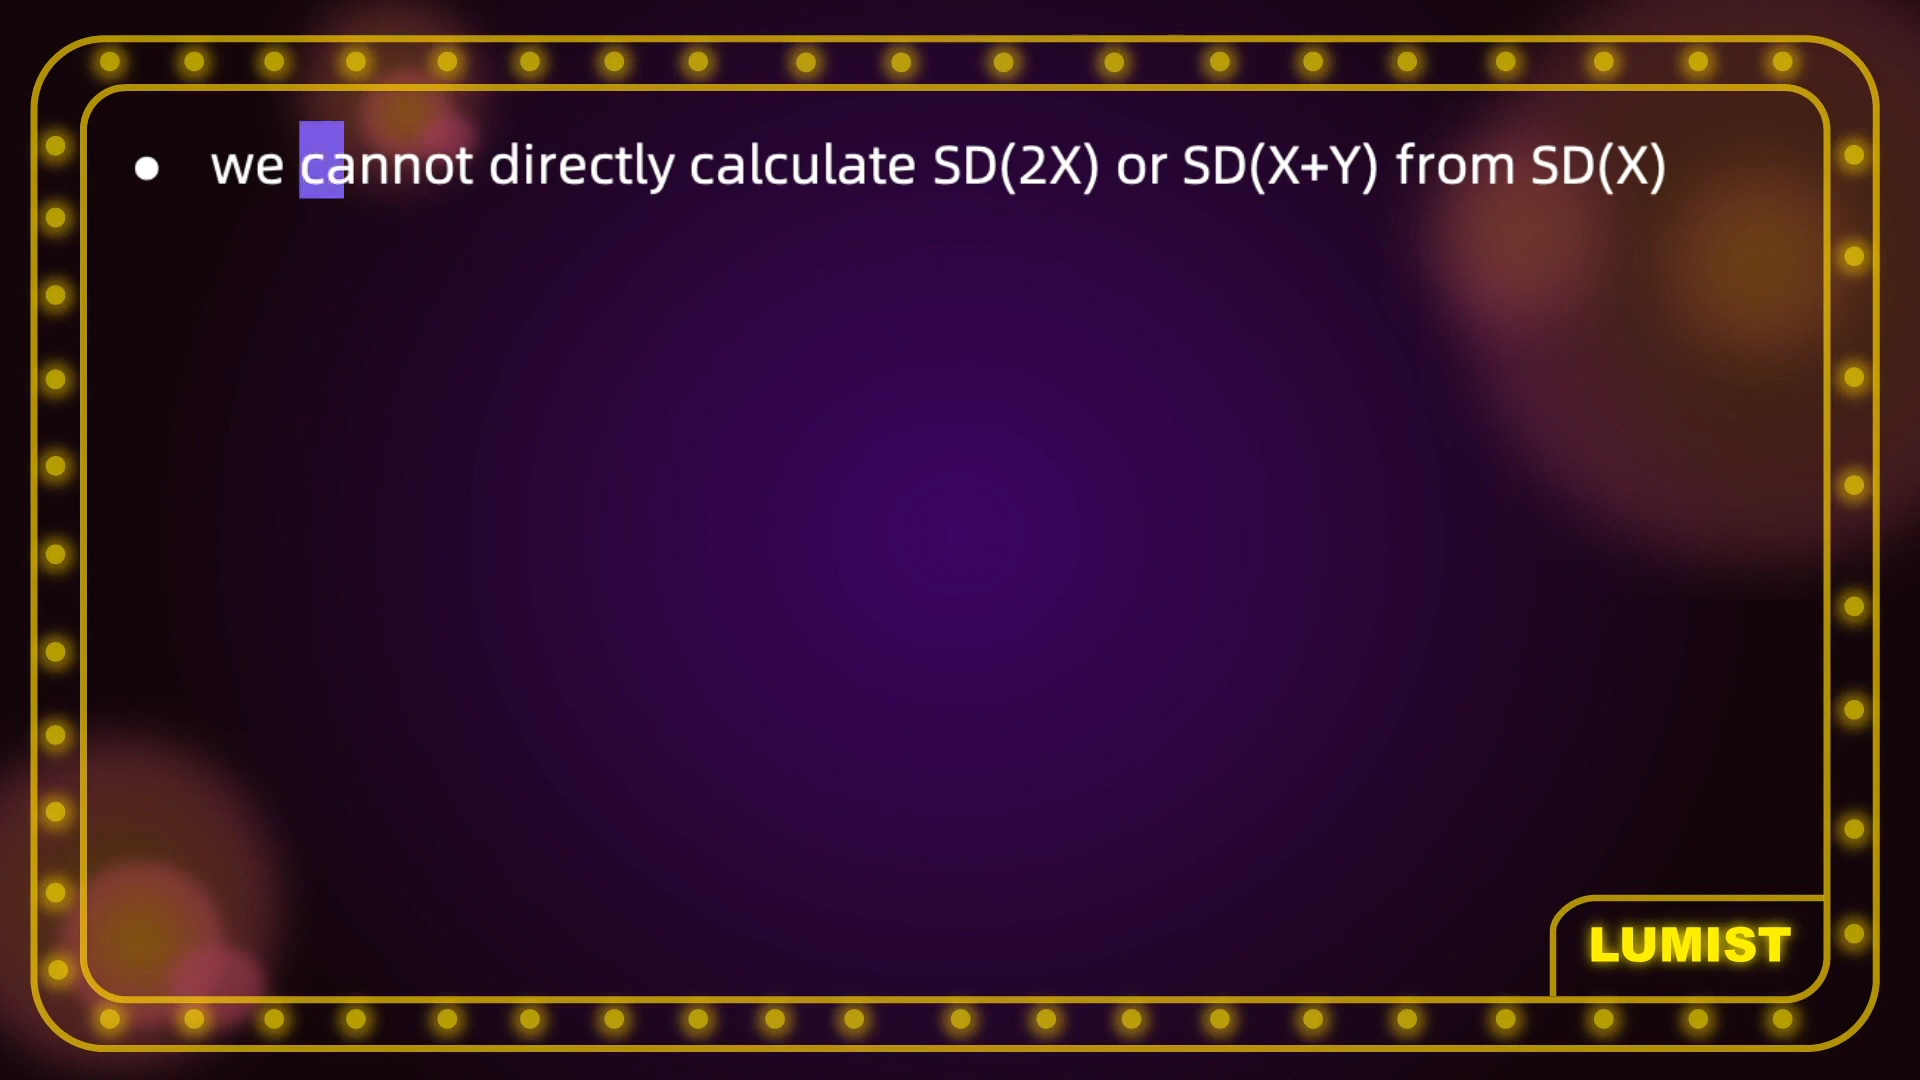 ● we cannot directly calculate SD(2X) or SD(X+Y) from SD(X)
LUMIST